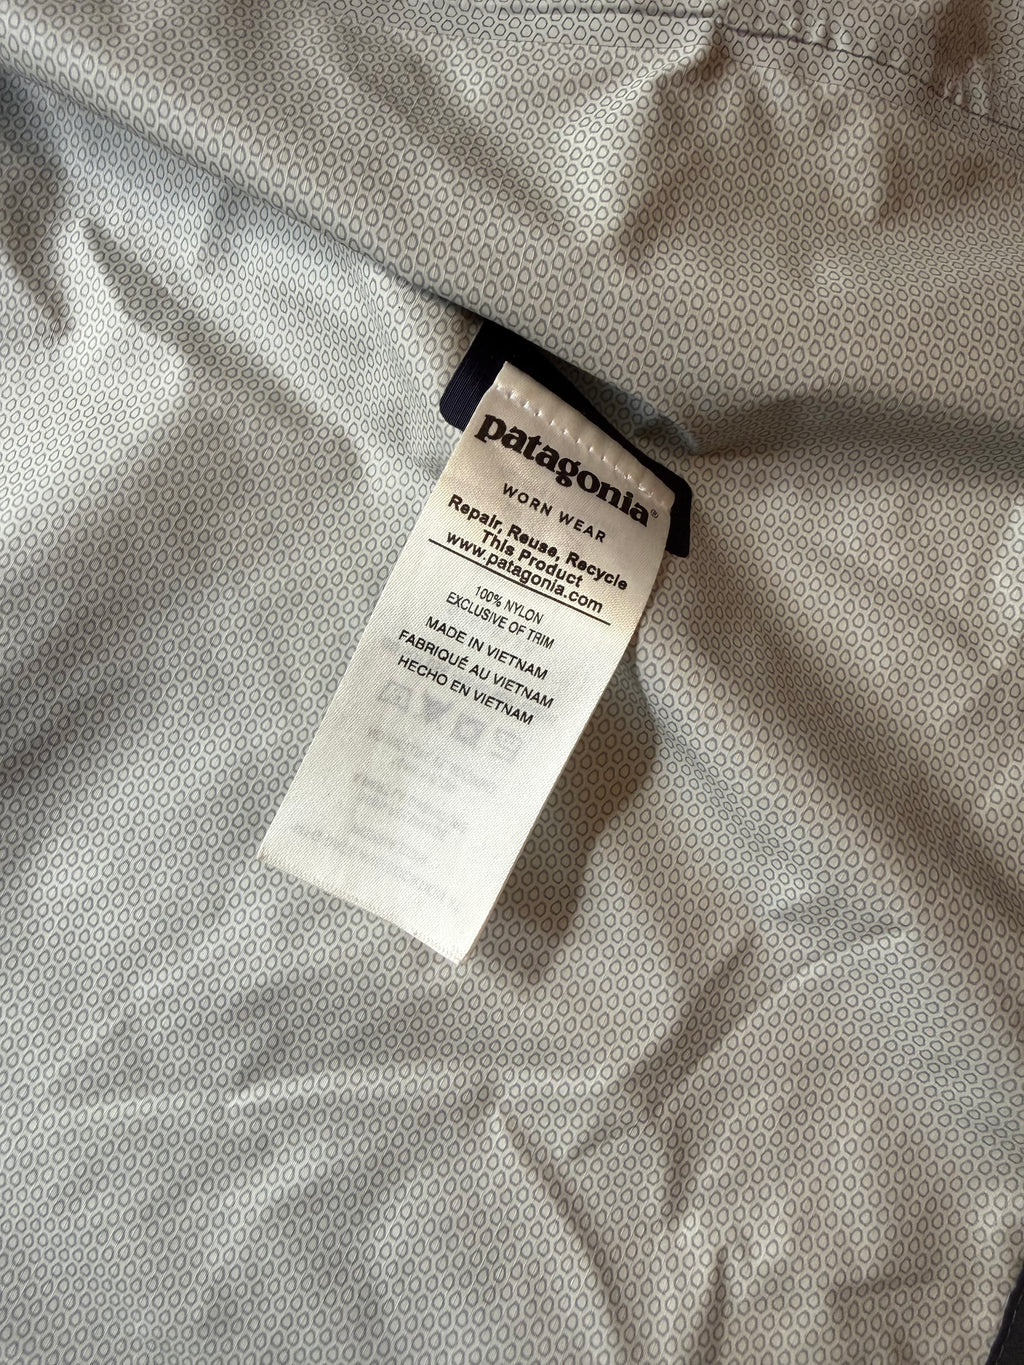 patagonia®
WORN WEAR
Repair, Reuse, Recycle
This Product
www.patagonia.com
100% NYLON
EXCLUSIVE OF TRIM
MADE IN VIETNAM
FABRIQUÉ AU VIETNAM
HECHO EN VIETNAM